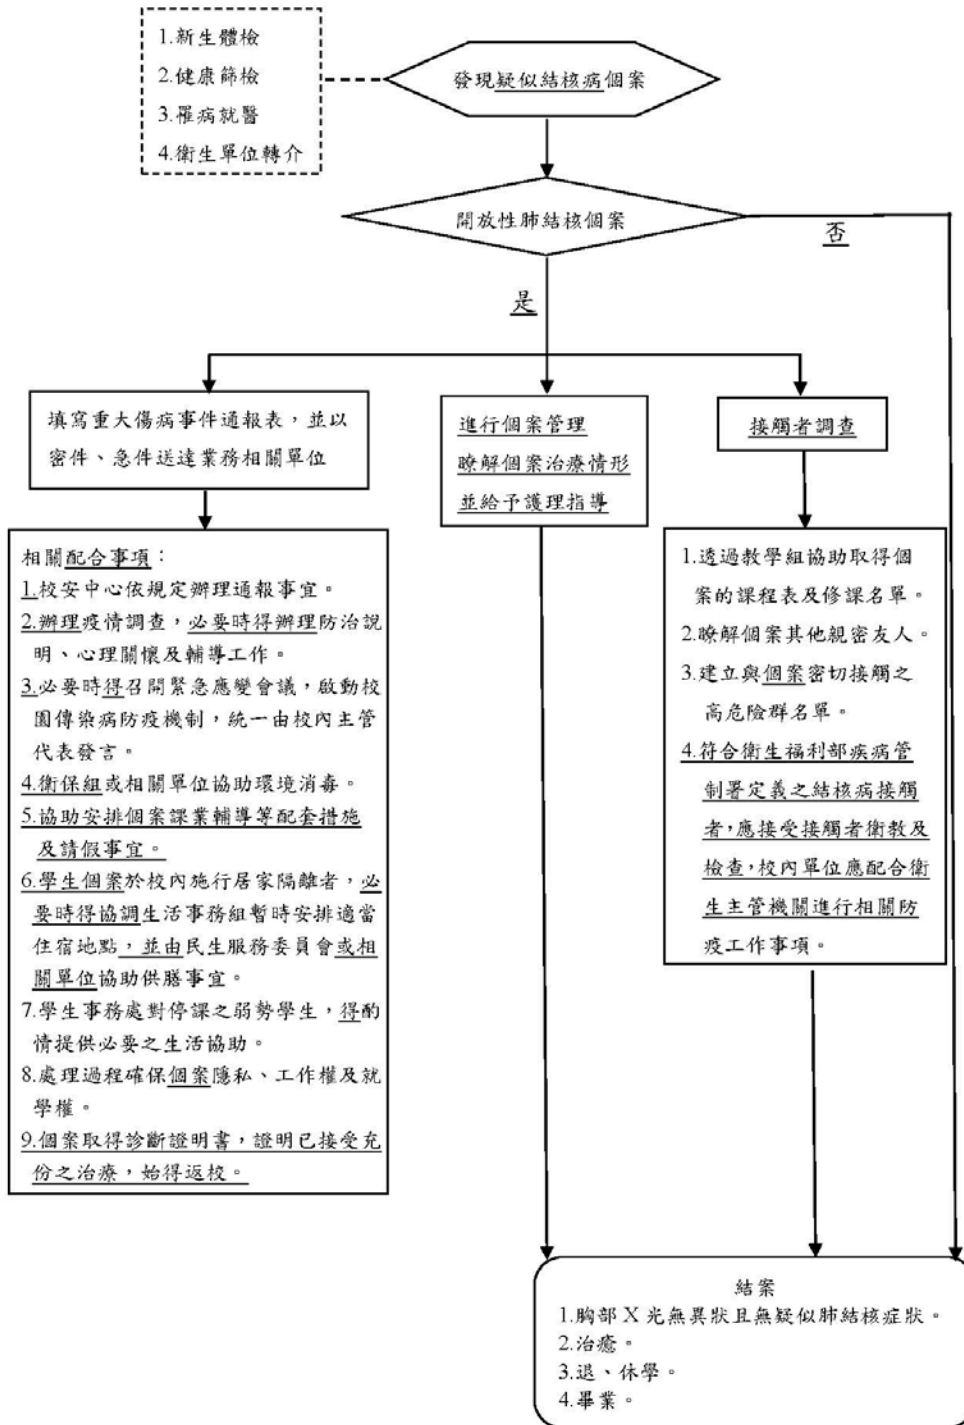 1.新生體檢
2.健康篩檢
3.罹病就醫
4.衛生單位轉介
發現疑似結核病個案
開放性肺結核個案
否
是
填寫重大傷病事件通報表，並以
密件、急件送達業務相關單位
進行個案管理
瞭解個案治療情形
並給予護理指導
接觸者調查
相關配合事項：
1.校安中心依規定辦理通報事宜。
2.辦理疫情調查，必要時得辦理防治說
明、心理關懷及輔導工作。
3.必要時得召開緊急應變會議，啟動校
園傳染病防疫機制，統一由校內主管
代表發言。
4.衛保組或相關單位協助環境消毒。
5.協助安排個案課業輔導等配套措施
及請假事宜。
6.學生個案於校內施行居家隔離者，必
要時得協調生活事務組暫時安排適當
住宿地點，並由民生服務委員會或相
關單位協助供膳事宜。
7.學生事務處對停課之弱勢學生，得酌
情提供必要之生活協助。
8.處理過程確保個案隱私、工作權及就
學權。
9.個案取得診斷證明書，證明已接受充
份之治療，始得返校。
1.透過教學組協助取得個
案的課程表及修課名單。
2.瞭解個案其他親密友人。
3.建立與個案密切接觸之
高危險群名單。
4.符合衛生福利部疾病管
制署定義之結核病接觸
者，應接受接觸者衛教及
檢查，校內單位應配合衛
生主管機關進行相關防
疫工作事項。
結案
1.胸部 X 光無異狀且無疑似肺結核症狀。
2.治癒。
3.退、休學。
4.畢業。